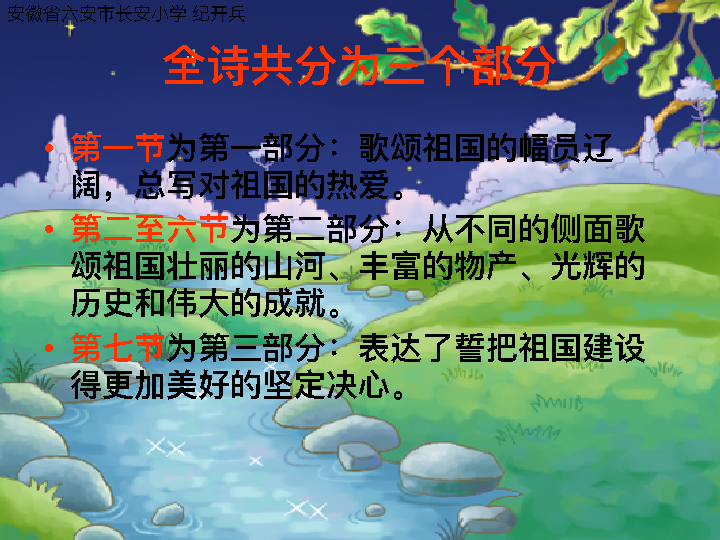 安徽省六安市长安小学 纪开兵
全诗共分为三个部分
• 第一节为第一部分：歌颂祖国的幅员辽
阔，总写对祖国的热爱。
• 第二至六节为第二部分：从不同的侧面歌
颂祖国壮丽的山河、丰富的物产、光辉的
历史和伟大的成就。
• 第七节为第三部分：表达了誓把祖国建设
得更加美好的坚定决心。